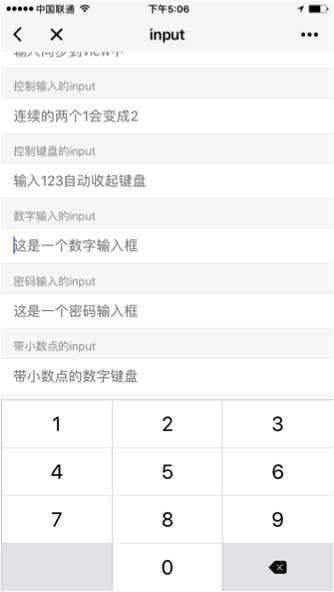 中国联通 下午5:06
input
输入同步到view中
控制输入的input
连续的两个1会变成2
控制键盘的input
输入123自动收起键盘
数字输入的input
这是一个数字输入框
密码输入的input
这是一个密码输入框
带小数点的input
带小数点的数字键盘
1 2 3
4 5 6
7 8 9
0